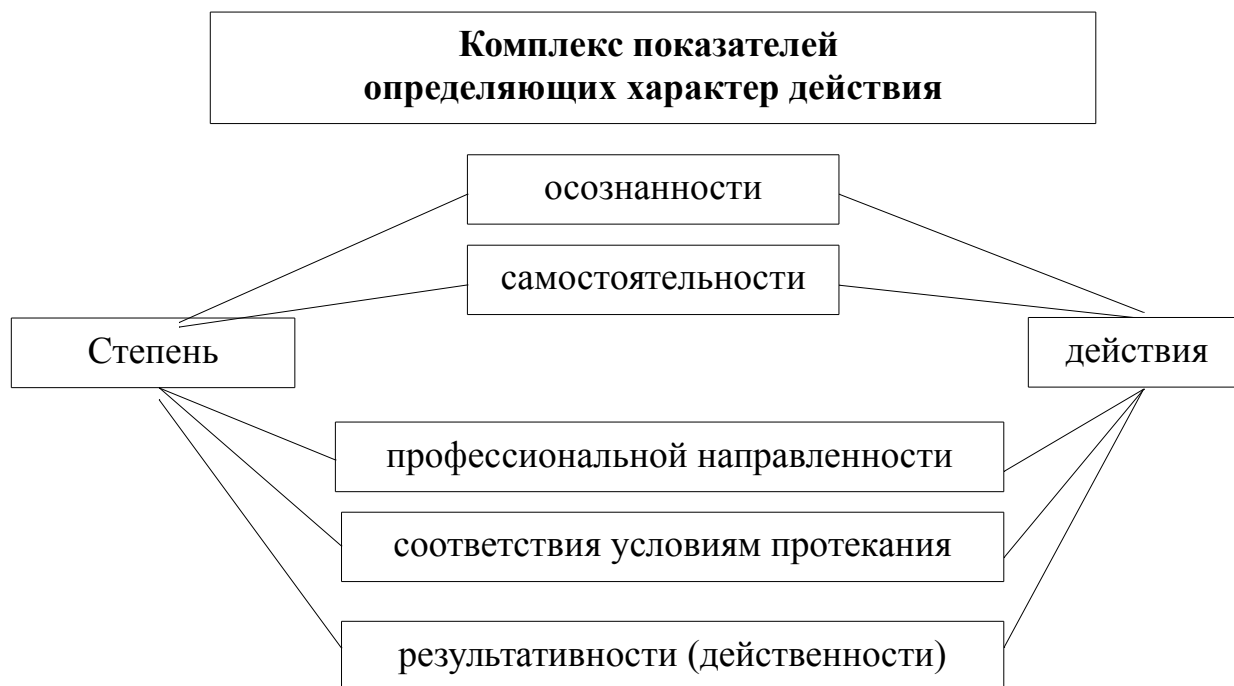 Комплекс показателей
определяющих характер действия
осознанности
самостоятельности
Степень
действия
профессиональной направленности
соответствия условиям протекания
результативности (действенности)